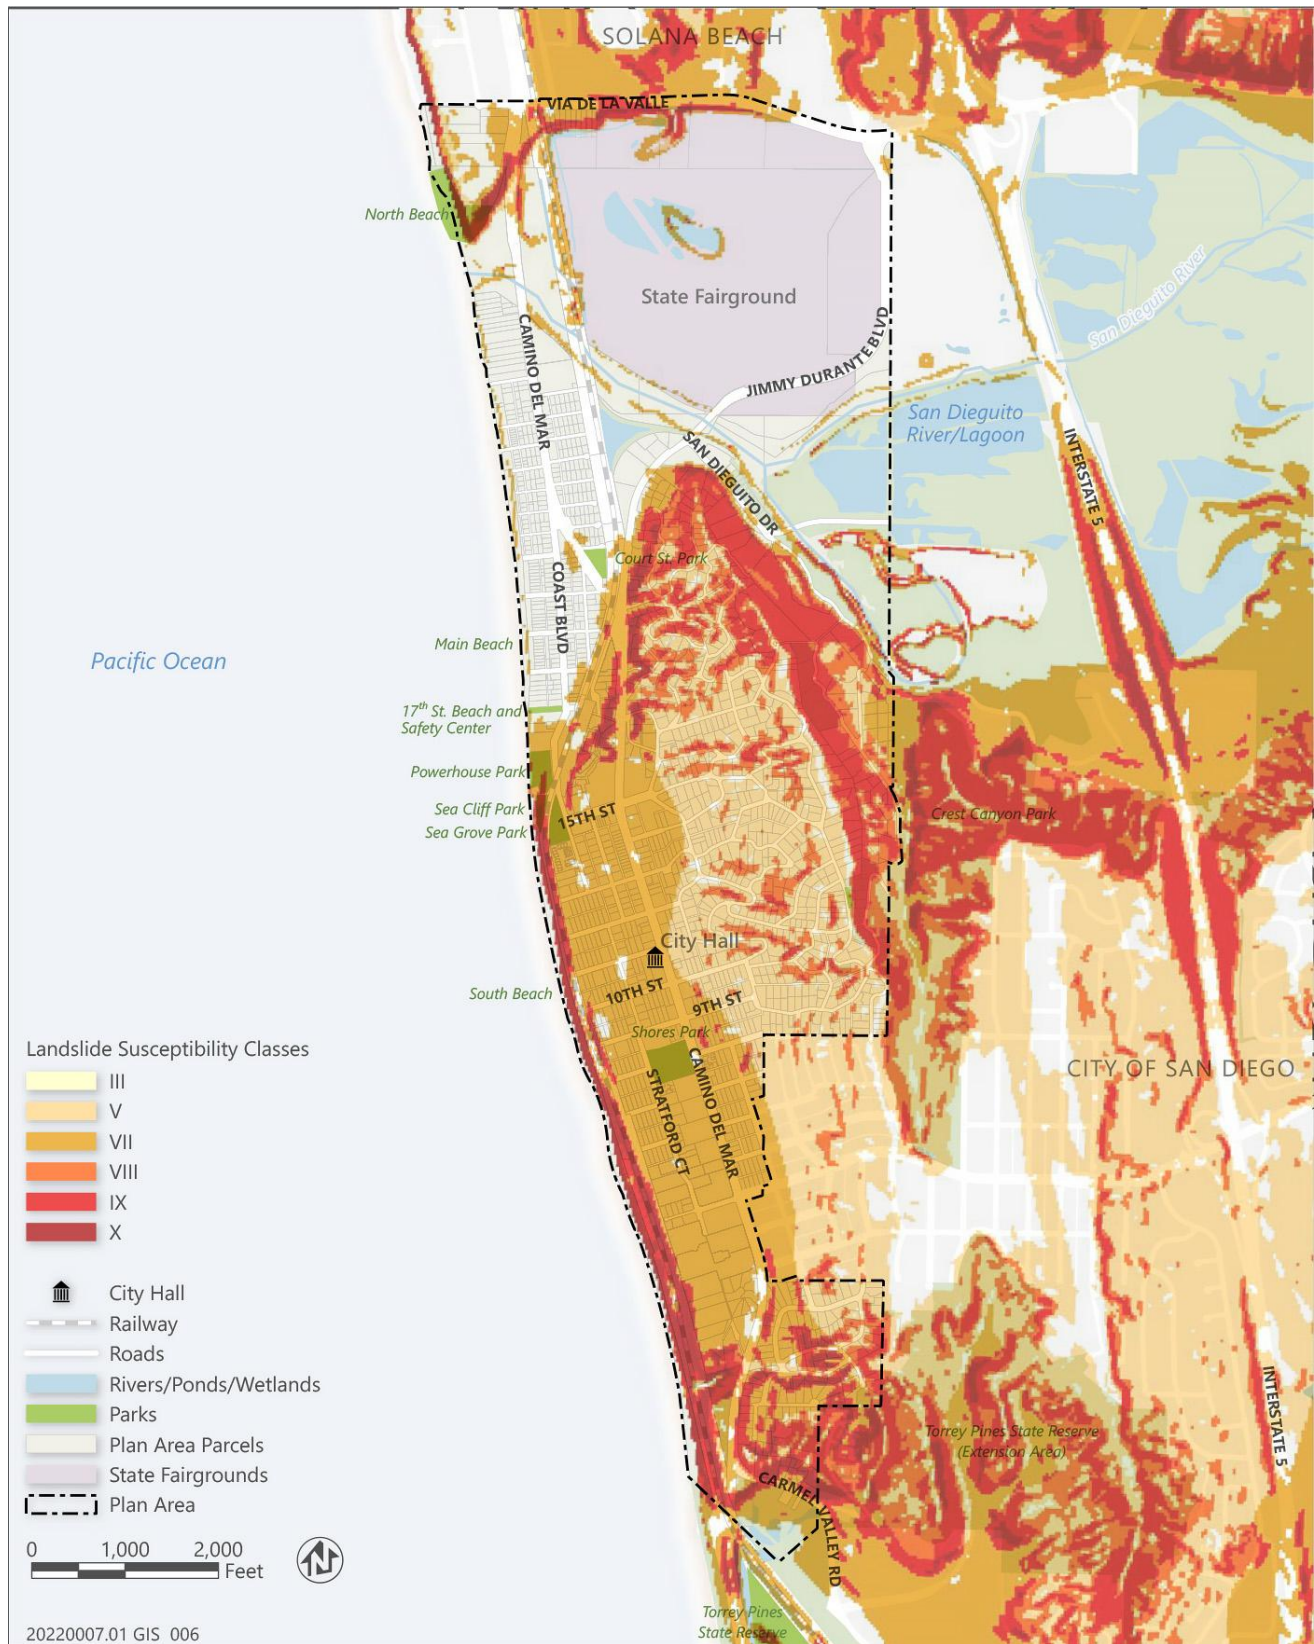 SOLANA BEACH
VIA DE LA VALLE
North Beach
State Fairground
San Dieguito River
CAMINO DEL MAR
JIMMY DURANTE BLVD
San Dieguito
River/Lagoon
SAN DIEGUITO DR
INTERSTATE 5
Court St. Park
COAST BLVD
Main Beach
Pacific Ocean
17th St. Beach and
Safety Center
Powerhouse Park
Sea Cliff Park
15TH ST
Crest Canyon Park
Sea Grove Park
City Hall
South Beach
10TH ST
9TH ST
Shores Park
CITY OF SAN DIEGO
STRATFORD CT
CAMINO DEL MAR
INTERSTATE 5
Torrey Pines State Reserve
(Extension Area)
CARMEL VALLEY RD
Torrey Pines
State Reserve
Landslide Susceptibility Classes
III
V
VII
VIII
IX
X
City Hall
Railway
Roads
Rivers/Ponds/Wetlands
Parks
Plan Area Parcels
State Fairgrounds
Plan Area
0 1,000 2,000
Feet
N
20220007.01 GIS 006